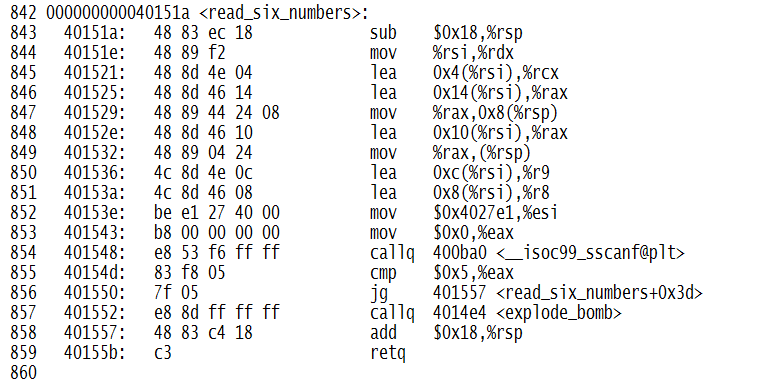 842 000000000040151a <read_six_numbers>:
843   40151a:   48 83 ec 18   sub   $0x18,%rsp
844   40151e:   48 89 f2   mov   %rsi,%rdx
845   401521:   48 8d 4e 04   lea   0x4(%rsi),%rcx
846   401525:   48 8d 46 14   lea   0x14(%rsi),%rax
847   401529:   48 89 44 24 08   mov   %rax,0x8(%rsp)
848   40152e:   48 8d 46 10   lea   0x10(%rsi),%rax
849   401532:   48 89 04 24   mov   %rax,(%rsp)
850   401536:   4c 8d 4e 0c   lea   0xc(%rsi),%r9
851   40153a:   4c 8d 46 08   lea   0x8(%rsi),%r8
852   40153e:   be e1 27 40 00   mov   $0x4027e1,%esi
853   401543:   b8 00 00 00 00   mov   $0x0,%eax
854   401548:   e8 53 f6 ff ff   callq   400ba0 <__isoc99_sscanf@plt>
855   40154d:   83 f8 05   cmp   $0x5,%eax
856   401550:   7f 05   jg   401557 <read_six_numbers+0x3d>
857   401552:   e8 8d ff ff ff   callq   4014e4 <explode_bomb>
858   401557:   48 83 c4 18   add   $0x18,%rsp
859   40155b:   c3   retq
860